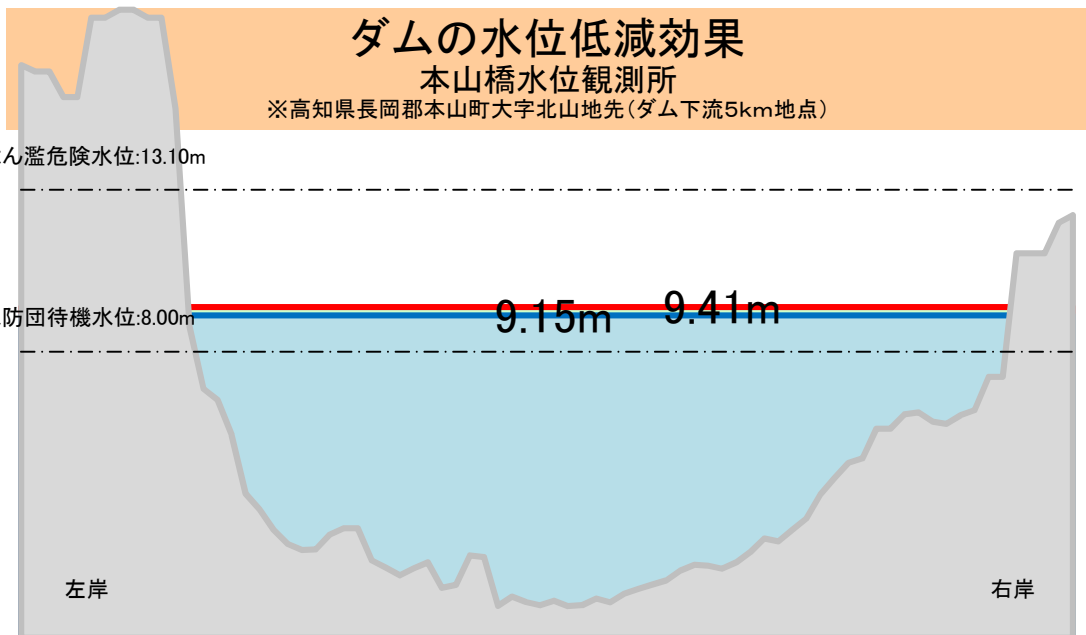 ダムの水位低減効果
本山橋水位観測所
※高知県長岡郡本山町大字北山地先(ダム下流5km地点)
ん濫危険水位:13.10m
防団待機水位:8.00m
9.15m
9.41m
左岸
右岸